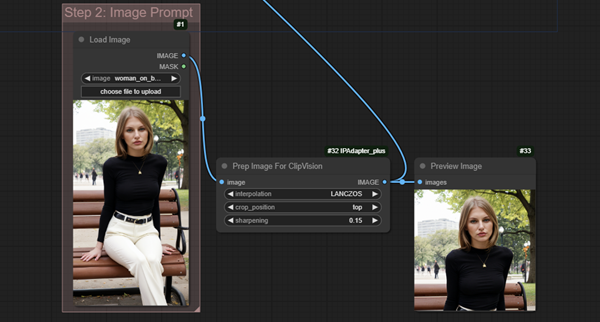 Step 2: Image Prompt
#1
Load Image
IMAGE
MASK
image woman_on_b...
choose file to upload
#32 IPAdapter_plus
Prep Image For ClipVision
image IMAGE
interpolation LANCZOS
crop_position top
sharpening 0.15
#33
Preview Image
images